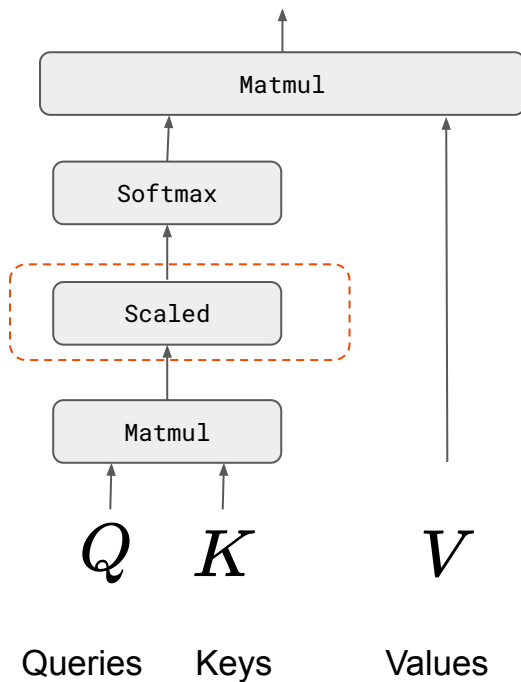 Matmul
Softmax
Scaled
Matmul
Q K V
Queries Keys Values